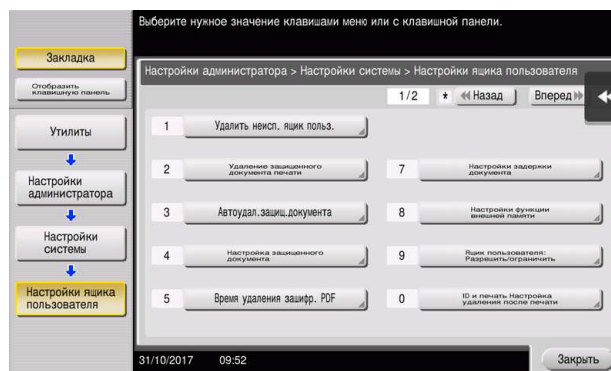 Выберите нужное значение клавишами меню или с клавишной панели.
Закладка
Отобразить
клавишную панель
Утилиты
Настройки
администратора
Настройки
системы
Настройки ящика
пользователя
Настройки администратора > Настройки системы > Настройки ящика пользователя
1/2 * Назад Вперед
1 Удалить неисп. ящик польз.
2 Удаление защищенного
документа печати
3 Автоудал.защищ.документа
4 Настройка защищенного
документа
5 Время удаления зашифр. PDF
7 Настройки задержки
документа
8 Настройки функции
внешней памяти
9 Ящик пользователя:
Разрешить/ограничить
0 ID и печать Настройка
удаления после печати
31/10/2017 09:52
Закрыть